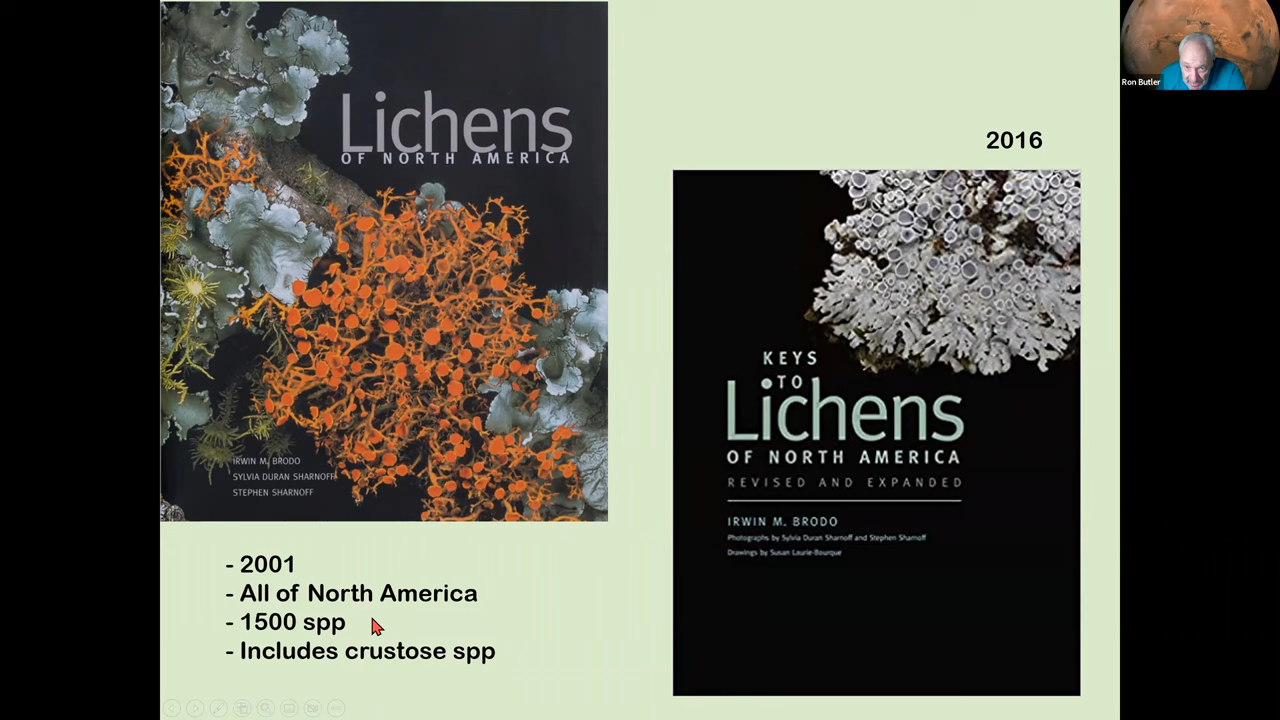 Lichens
OF NORTH AMERICA
IRWIN M. BRODO
SYLVIA DURAN SHARNOFF
STEPHEN SHARNOFF
- 2001
- All of North America
- 1500 spp
- Includes crustose spp
2016
KEYS
TO
Lichens
OF NORTH AMERICA
REVISED AND EXPANDED
IRWIN M. BRODO
Photographs by Sylvia Duran Sharnoff and Stephen Sharnoff
Drawings by Susan Laurie-Bourque
Ron Butler